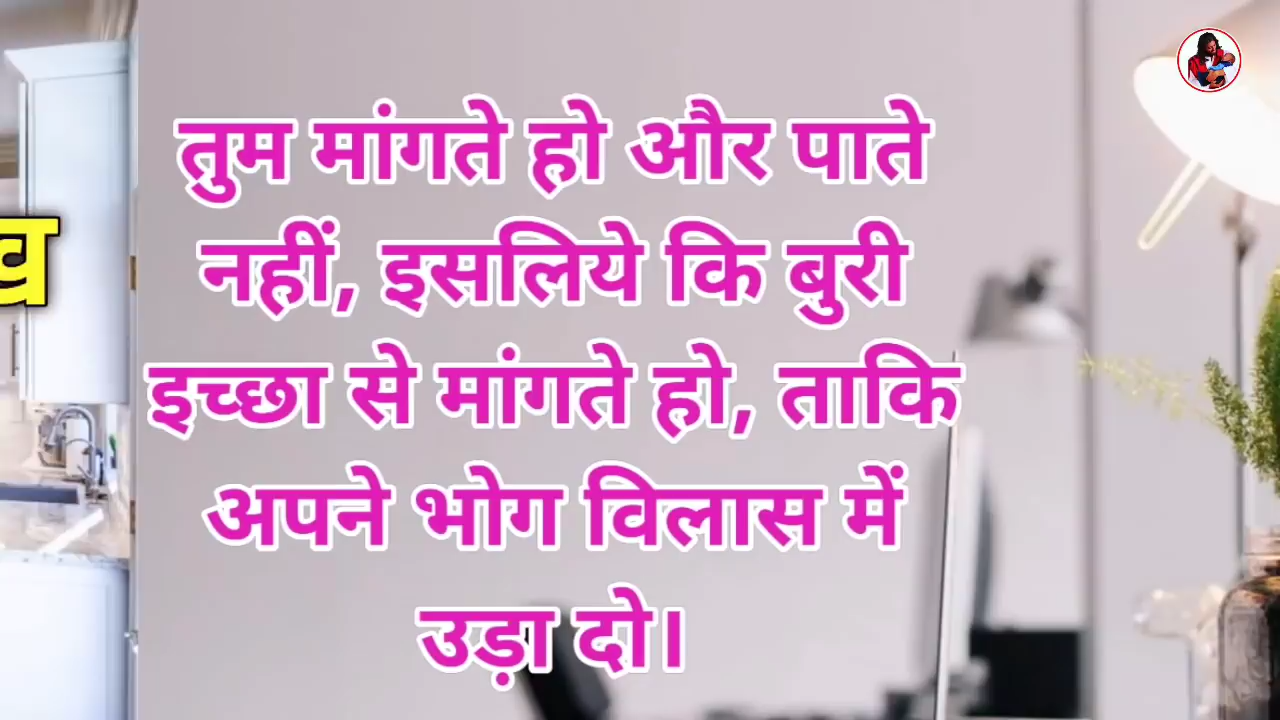 तुम मांगते हो और पाते
नहीं, इसलिये कि बुरी
इच्छा से मांगते हो, ताकि
अपने भोग विलास में
उड़ा दो।